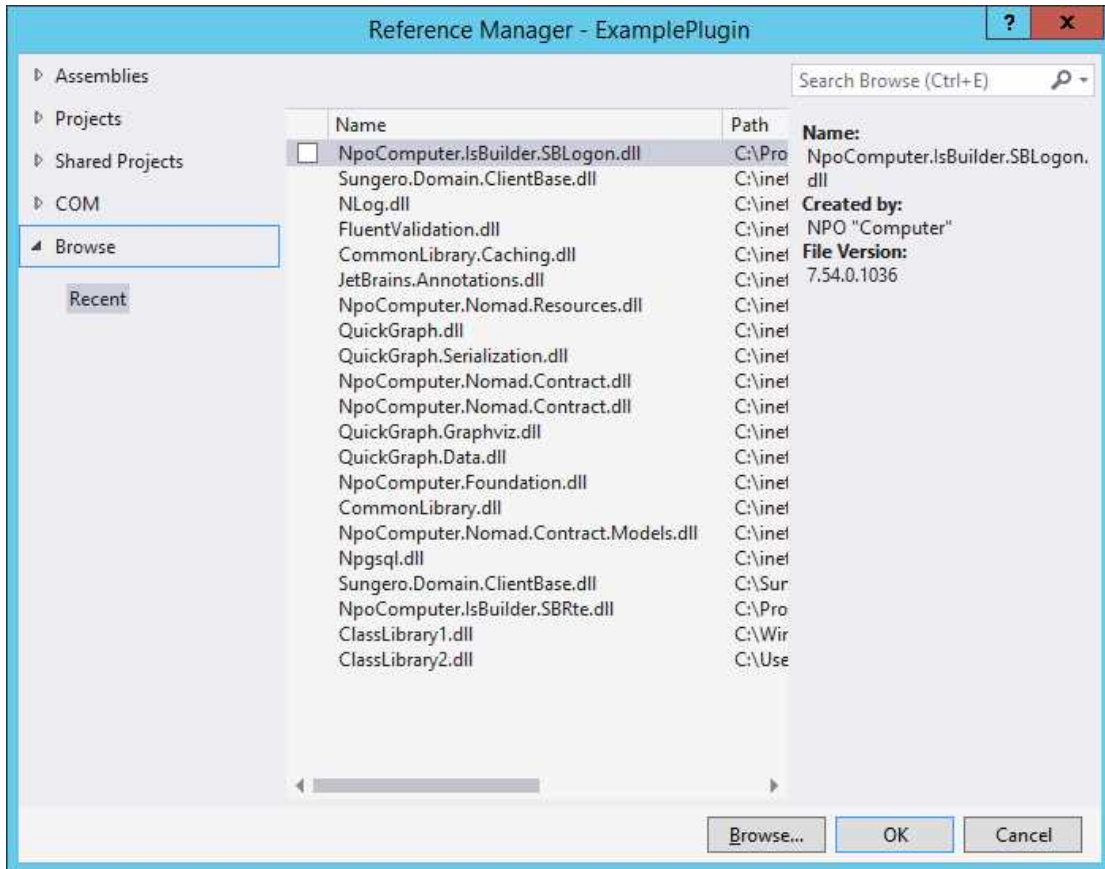 Reference Manager - ExamplePlugin
?
x
Assemblies
Projects
Shared Projects
COM
Browse
Recent
Search Browse (Ctrl+E)
Name Path
NpoComputer.IsBuilder.SBLogon.dll C:\Pro
Sungero.Domain.ClientBase.dll C:\inet
NLog.dll C:\inet
FluentValidation.dll C:\inet
CommonLibrary.Caching.dll C:\inet
JetBrains.Annotations.dll C:\inet
NpoComputer.Nomad.Resources.dll C:\inet
QuickGraph.dll C:\inet
QuickGraph.Serialization.dll C:\inet
NpoComputer.Nomad.Contract.dll C:\inet
NpoComputer.Nomad.Contract.dll C:\inet
QuickGraph.Graphviz.dll C:\inet
QuickGraph.Data.dll C:\inet
NpoComputer.Foundation.dll C:\inet
CommonLibrary.dll C:\inet
NpoComputer.Nomad.Contract.Models.dll C:\inet
Npgsql.dll C:\inet
Sungero.Domain.ClientBase.dll C:\Sur
NpoComputer.IsBuilder.SBRte.dll C:\Pro
ClassLibrary1.dll C:\Wir
ClassLibrary2.dll C:\Use
Name:
NpoComputer.IsBuilder.SBLogon.
dll
Created by:
NPO "Computer"
File Version:
7.54.0.1036
Browse... OK Cancel